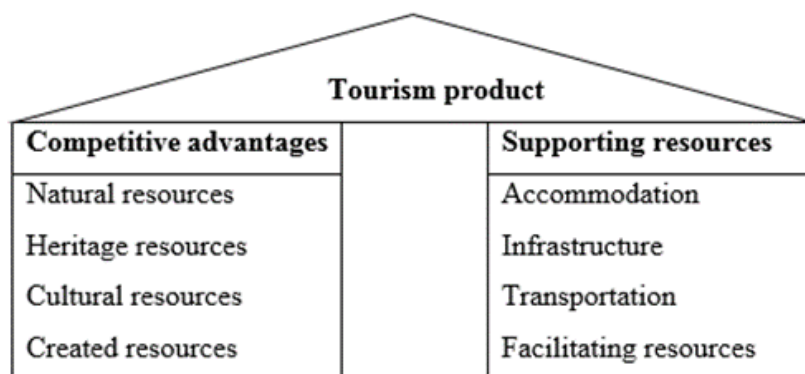 Tourism product
Competitive advantages
Natural resources
Heritage resources
Cultural resources
Created resources
Supporting resources
Accommodation
Infrastructure
Transportation
Facilitating resources